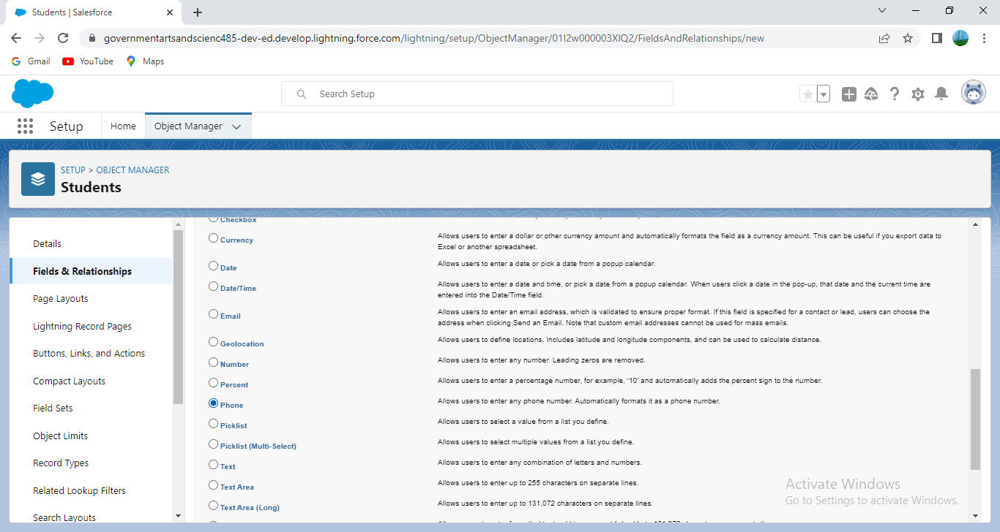 Students | Salesforce
governmentartsandscienc485-dev-ed.develop.lightning.force.com/lightning/setup/ObjectManager/01I2w000003XlQ2/FieldsAndRelationships/new
Gmail YouTube Maps
Search Setup
Setup Home Object Manager
SETUP > OBJECT MANAGER
Students
Details
Fields & Relationships
Page Layouts
Lightning Record Pages
Buttons, Links, and Actions
Compact Layouts
Field Sets
Object Limits
Record Types
Related Lookup Filters
Search Layouts
Checkbox
Currency
Allows users to enter a dollar or other currency amount and automatically formats the field as a currency amount. This can be useful if you export data to
Excel or another spreadsheet.
Date
Allows users to enter a date or pick a date from a popup calendar.
Date/Time
Allows users to enter a date and time, or pick a date from a popup calendar. When users click a date in the pop-up, that date and the current time are
entered into the Date/Time field.
Email
Allows users to enter an email address, which is validated to ensure proper format. If this field is specified for a contact or lead, users can choose the
address when clicking Send an Email. Note that custom email addresses cannot be used for mass emails.
Geolocation
Allows users to define locations. Includes latitude and longitude components, and can be used to calculate distance.
Number
Allows users to enter any number. Leading zeros are removed.
Percent
Allows users to enter a percentage number, for example, '10' and automatically adds the percent sign to the number.
Phone
Allows users to enter any phone number. Automatically formats it as a phone number.
Picklist
Allows users to select a value from a list you define.
Picklist (Multi-Select)
Allows users to select multiple values from a list you define.
Text
Allows users to enter any combination of letters and numbers.
Text Area
Allows users to enter up to 255 characters on separate lines.
Text Area (Long)
Allows users to enter up to 131,072 characters on separate lines.
Activate Windows
Go to Settings to activate Windows.